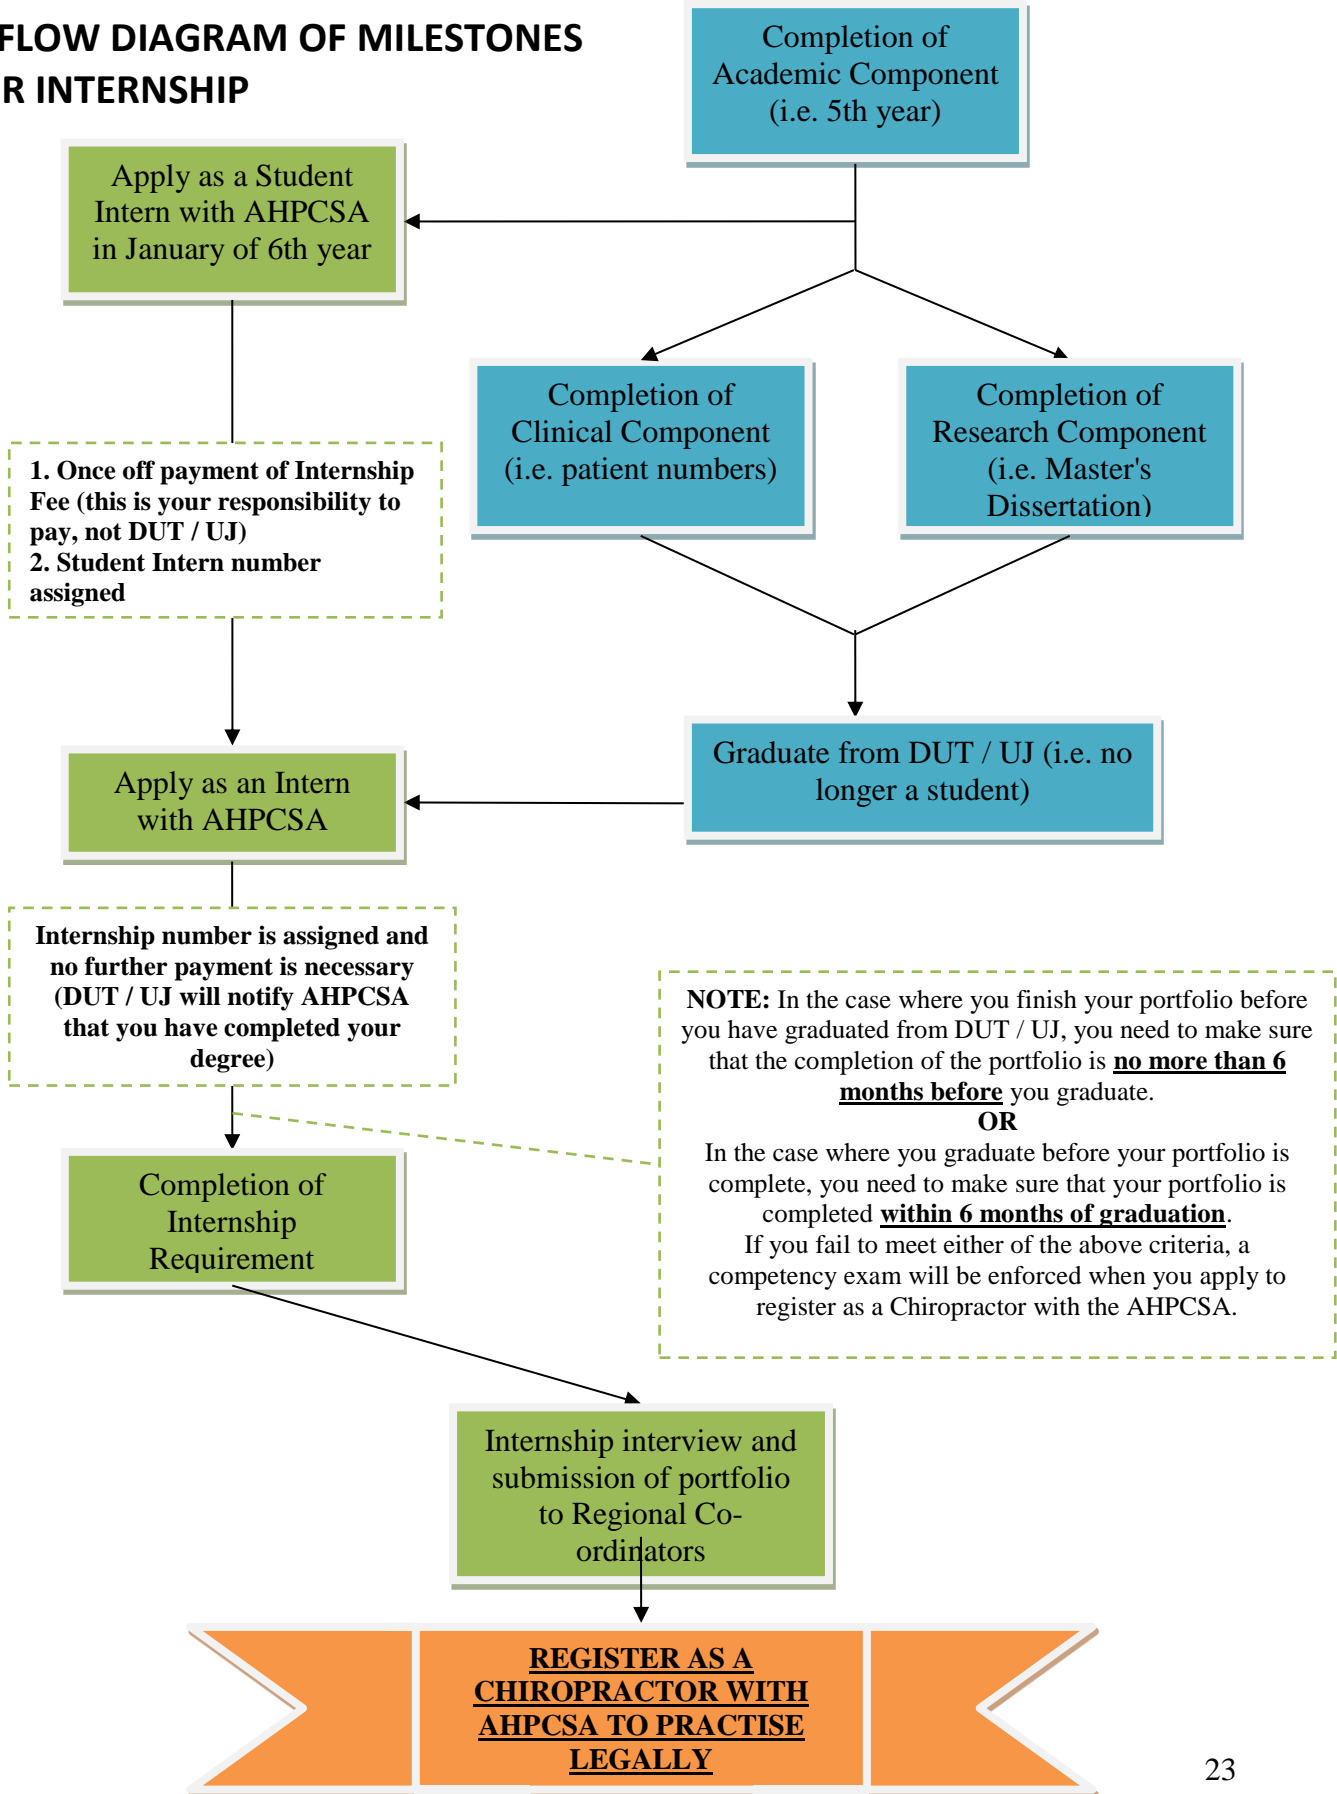 FLOW DIAGRAM OF MILESTONES
R INTERNSHIP
Completion of
Academic Component
(i.e. 5th year)
Apply as a Student
Intern with AHPCSA
in January of 6th year
Completion of
Clinical Component
(i.e. patient numbers)
Completion of
Research Component
(i.e. Master's
Dissertation)
1. Once off payment of Internship
Fee (this is your responsibility to
pay, not DUT / UJ)
2. Student Intern number
assigned
Graduate from DUT / UJ (i.e. no
longer a student)
Apply as an Intern
with AHPCSA
Internship number is assigned and
no further payment is necessary
(DUT / UJ will notify AHPCSA
that you have completed your
degree)
NOTE: In the case where you finish your portfolio before
you have graduated from DUT / UJ, you need to make sure
that the completion of the portfolio is no more than 6
months before you graduate.
OR
In the case where you graduate before your portfolio is
complete, you need to make sure that your portfolio is
completed within 6 months of graduation.
If you fail to meet either of the above criteria, a
competency exam will be enforced when you apply to
register as a Chiropractor with the AHPCSA.
Completion of
Internship
Requirement
Internship interview and
submission of portfolio
to Regional Co-
ordinators
REGISTER AS A
CHIROPRACTOR WITH
AHPCSA TO PRACTISE
LEGALLY
23